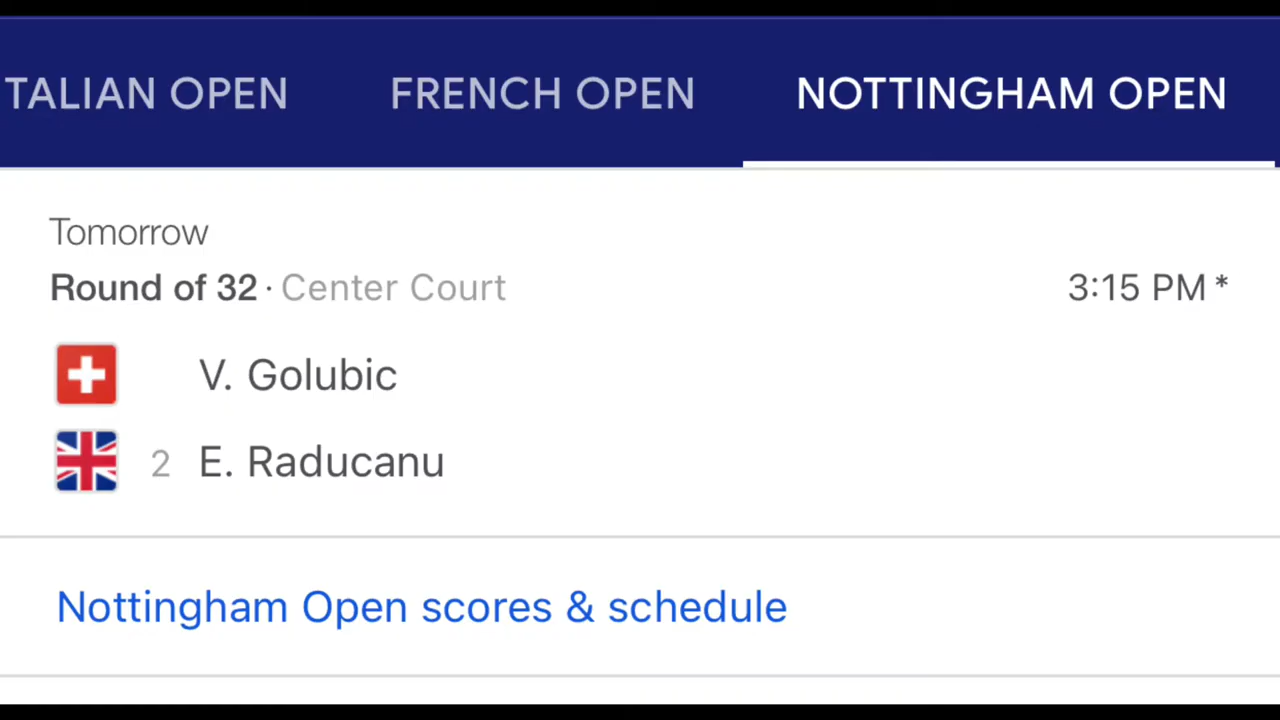 TALIAN OPEN FRENCH OPEN NOTTINGHAM OPEN
Tomorrow
Round of 32 · Center Court 3:15 PM *
V. Golubic
2 E. Raducanu
Nottingham Open scores & schedule